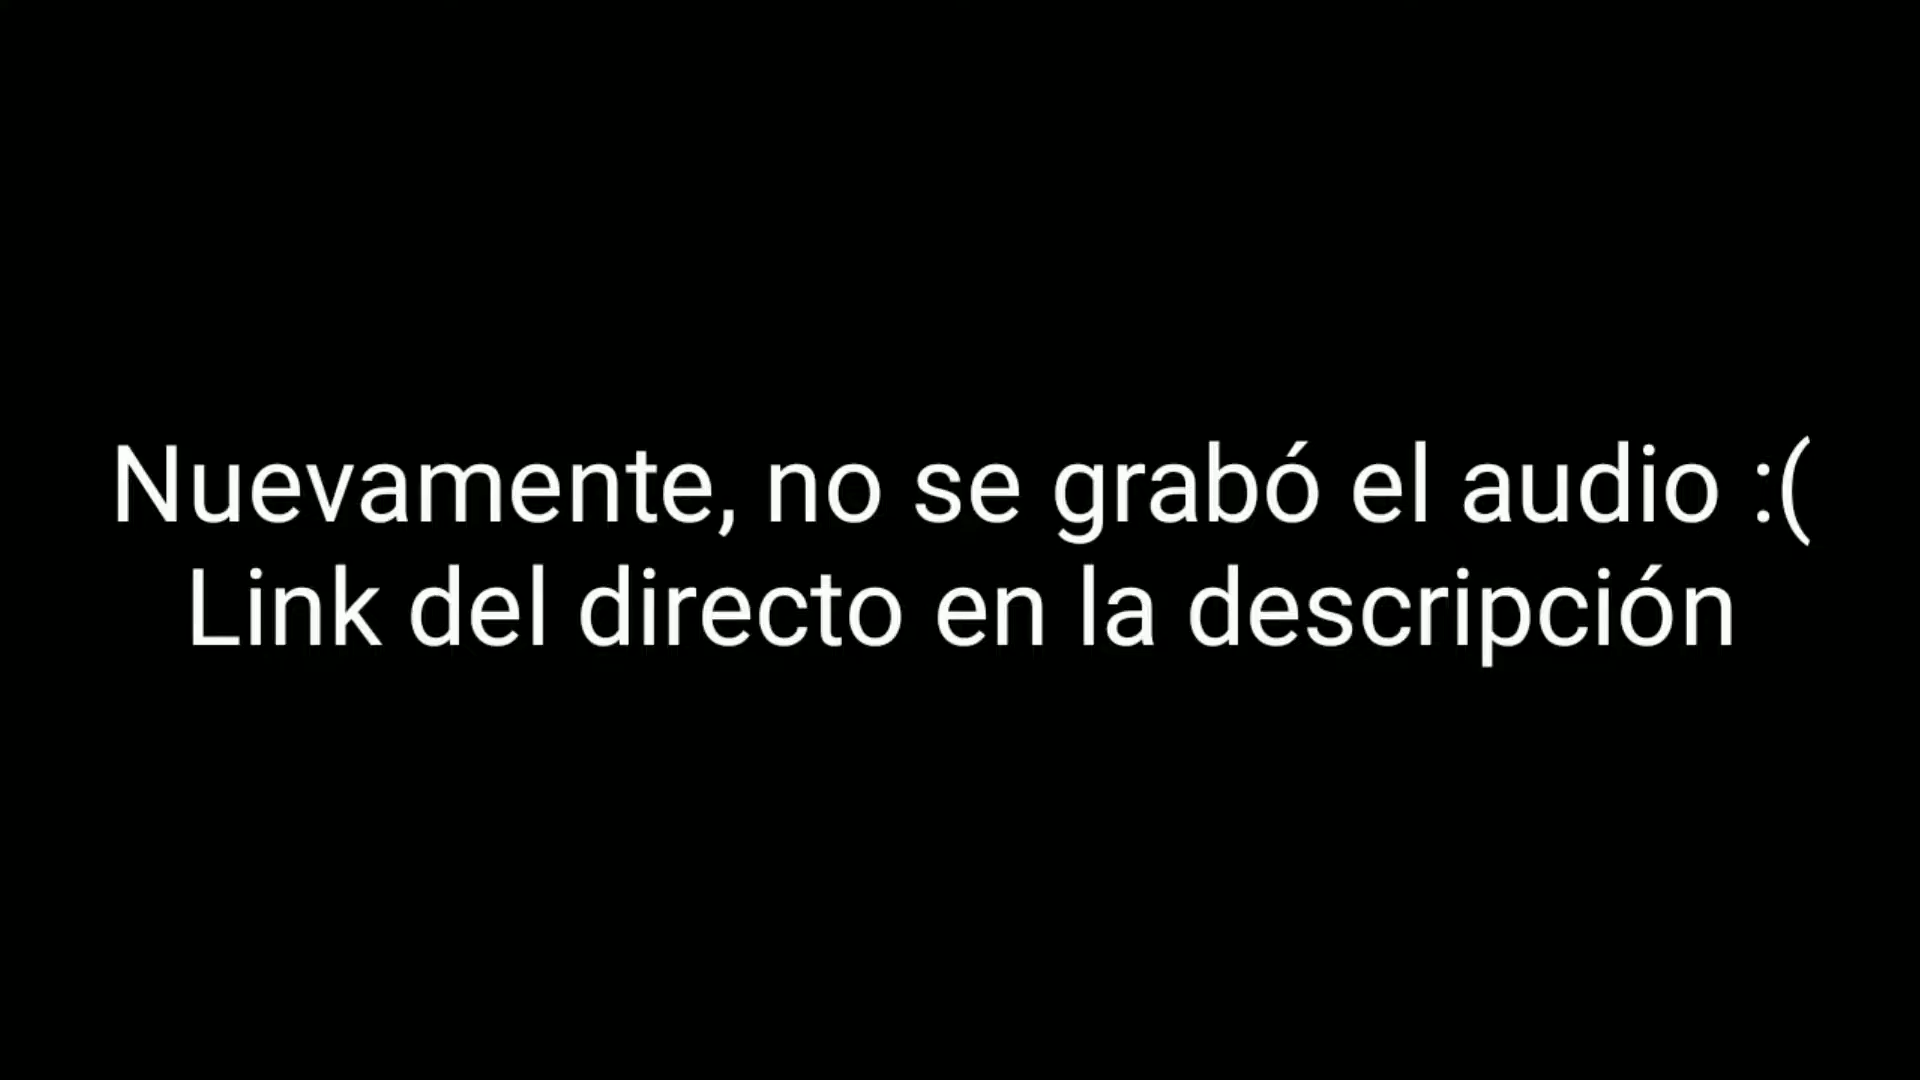 Nuevamente, no se grabó el audio :(
Link del directo en la descripción